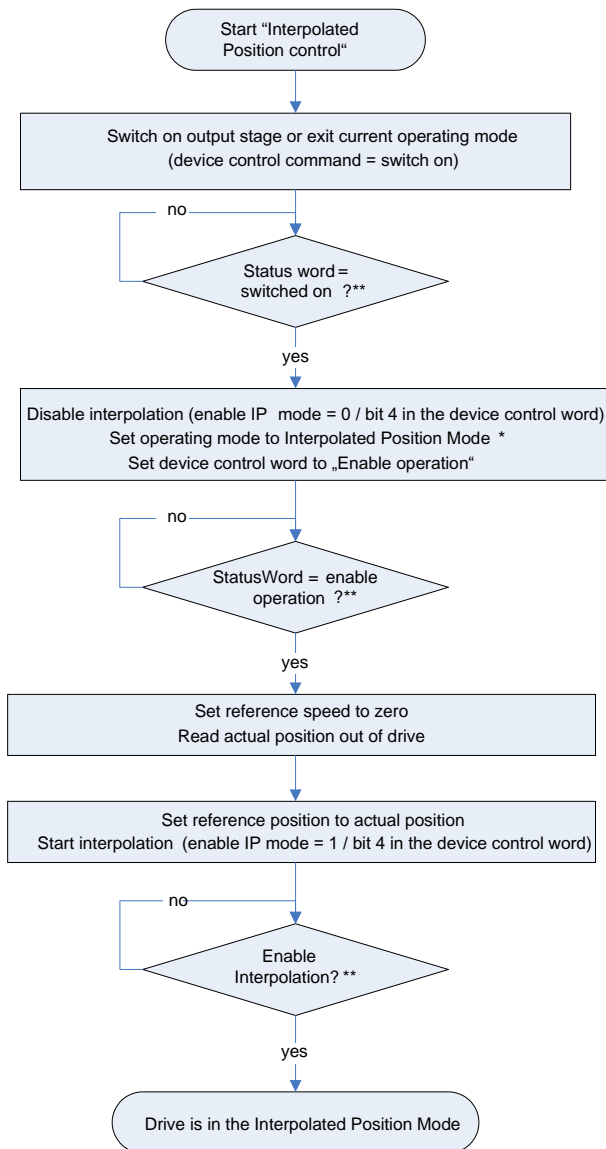 Start “Interpolated
Position control“
Switch on output stage or exit current operating mode
(device control command = switch on)
no
Status word =
switched on ?**
yes
Disable interpolation (enable IP mode = 0 / bit 4 in the device control word)
Set operating mode to Interpolated Position Mode *
Set device control word to „Enable operation“
no
StatusWord = enable
operation ?**
yes
Set reference speed to zero
Read actual position out of drive
Set reference position to actual position
Start interpolation (enable IP mode = 1 / bit 4 in the device control word)
no
Enable
Interpolation? **
yes
Drive is in the Interpolated Position Mode